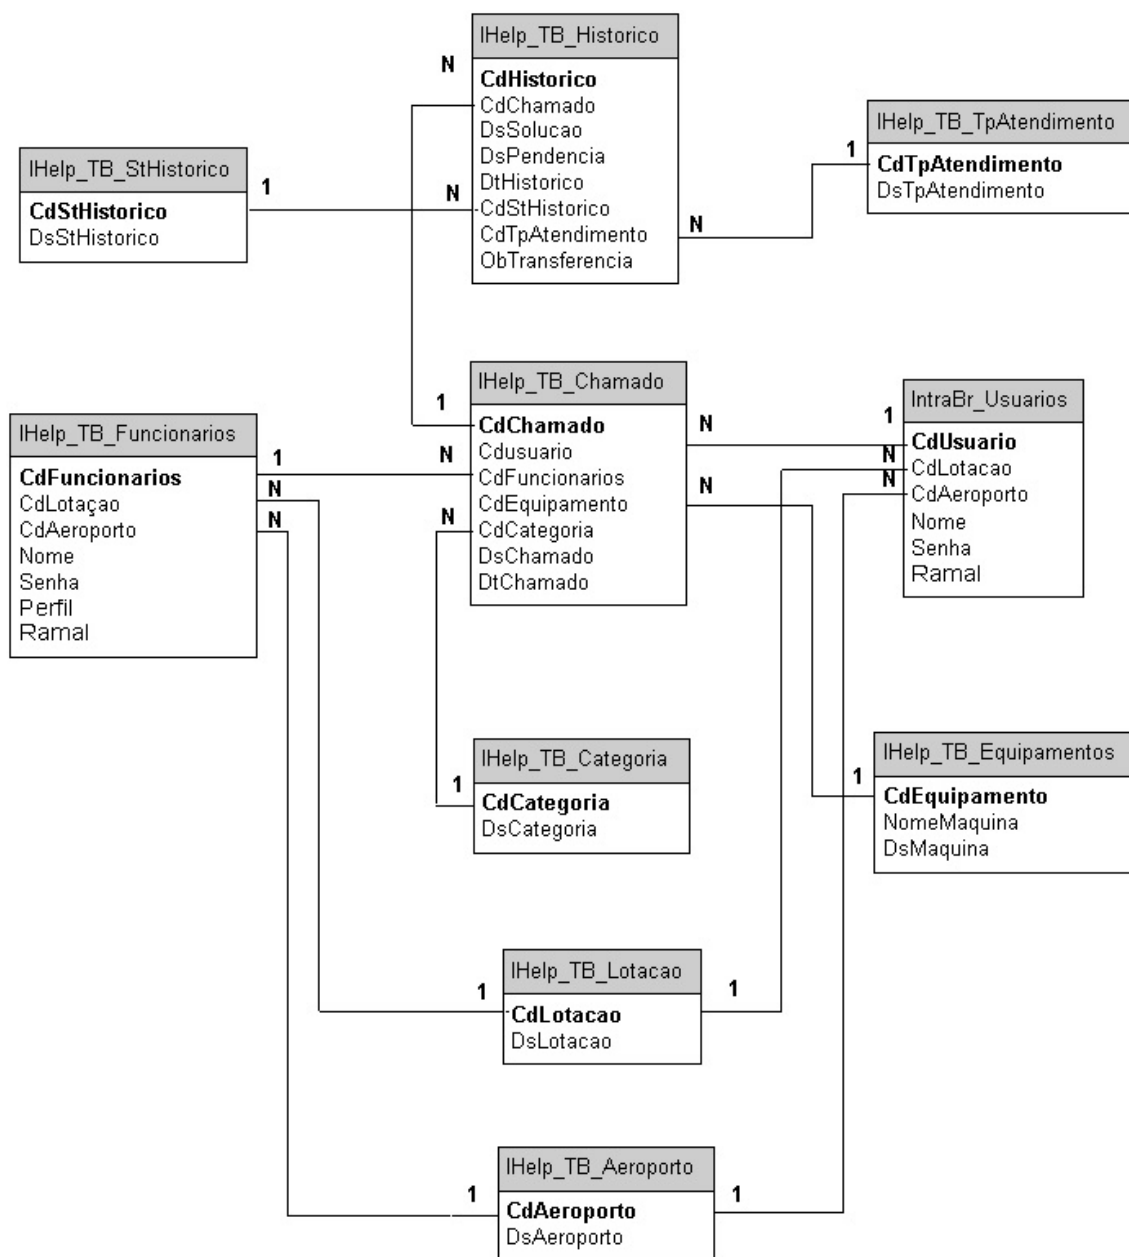 IHelp_TB_Historico
N
CdHistorico
CdChamado
DsSolucao
DsPendencia
DtHistorico
CdStHistorico
CdTpAtendimento
ObTransferencia
N
N
IHelp_TB_TpAtendimento
1
CdTpAtendimento
DsTpAtendimento
IHelp_TB_StHistorico
1
CdStHistorico
DsStHistorico
IHelp_TB_Chamado
1
CdChamado
Cdusuario
CdFuncionarios
CdEquipamento
CdCategoria
DsChamado
DtChamado
N
N
N
N
IntraBr_Usuarios
1
CdUsuario
N
CdLotacao
N
CdAeroporto
Nome
Senha
Ramal
IHelp_TB_Funcionarios
CdFuncionarios
CdLotaçao
CdAeroporto
Nome
Senha
Perfil
Ramal
1
N
N
IHelp_TB_Categoria
1
CdCategoria
DsCategoria
IHelp_TB_Equipamentos
1
CdEquipamento
NomeMaquina
DsMaquina
IHelp_TB_Lotacao
1
1
CdLotacao
DsLotacao
IHelp_TB_Aeroporto
1
1
CdAeroporto
DsAeroporto